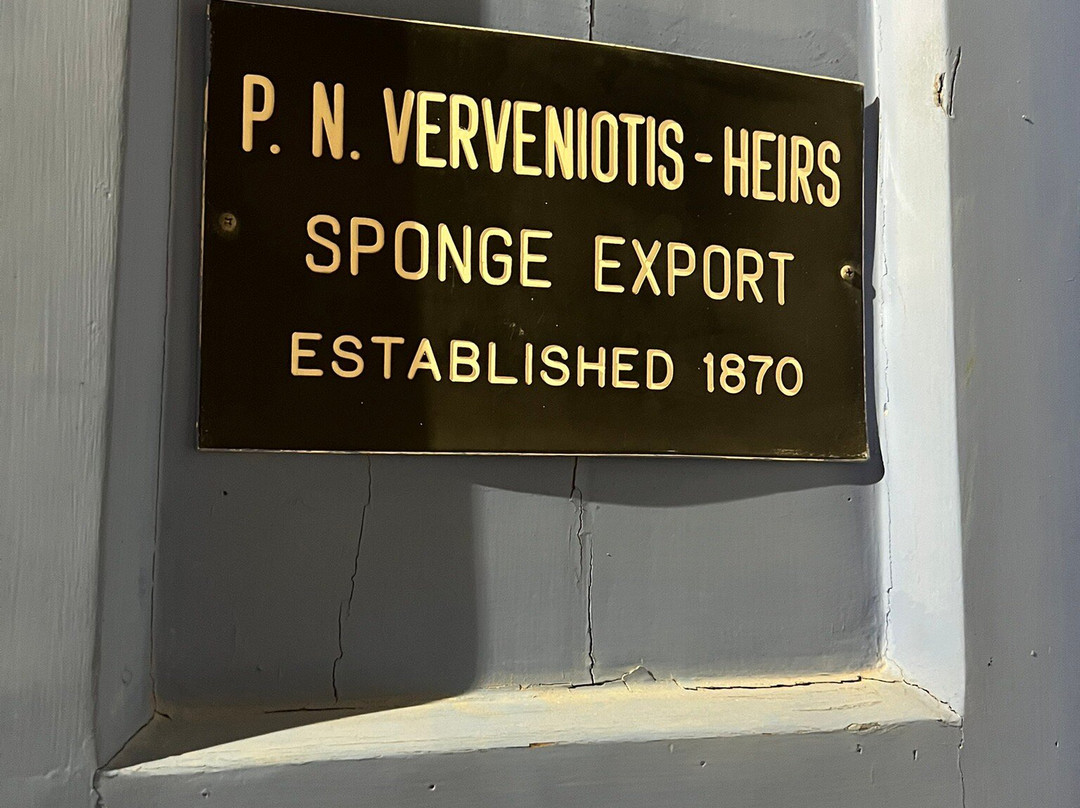 P. N. VERVENIOTIS - HEIRS
SPONGE EXPORT
ESTABLISHED 1870